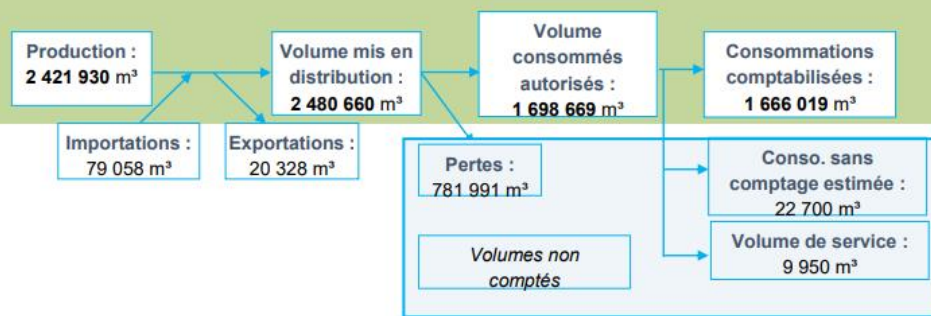 Production :
2 421 930 m³
Volume mis en
distribution :
2 480 660 m³
Volume
consommés
autorisés :
1 698 669 m³
Consommations
comptabilisées :
1 666 019 m³
Importations :
79 058 m³
Exportations :
20 328 m³
Pertes :
781 991 m³
Conso. sans
comptage estimée :
22 700 m³
Volumes non
comptés
Volume de service :
9 950 m³